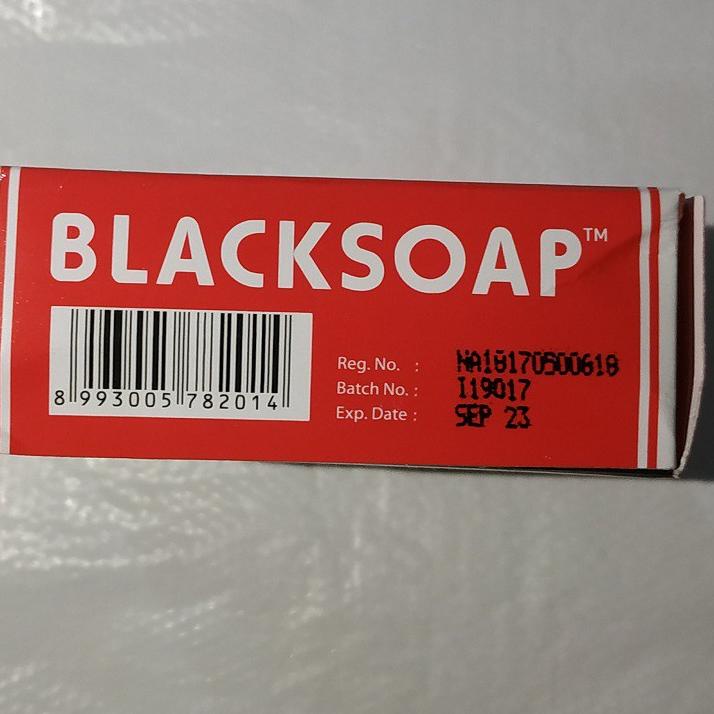 BLACKSOAP™
8 993005 782014
Reg. No. : NA18170500618
Batch No. : I19017
Exp. Date : SEP 23